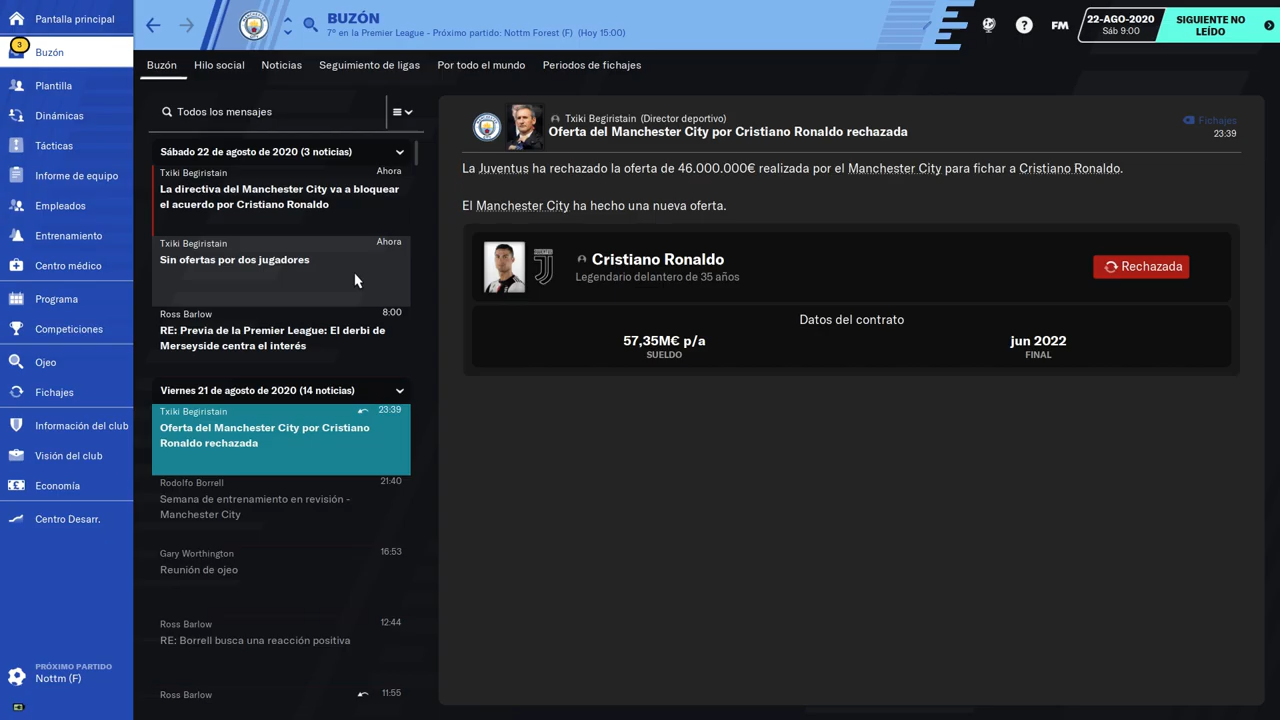 Pantalla principal
3
Buzón
Plantilla
Dinámicas
Tácticas
Informe de equipo
Empleados
Entrenamiento
Centro médico
Programa
Competiciones
Ojeo
Fichajes
Información del club
Visión del club
Economía
Centro Desarr.
PRÓXIMO PARTIDO
Nottm (F)
BUZÓN
7º en la Premier League - Próximo partido: Nottm Forest (F) (Hoy 15:00)
?
FM
22-AGO-2020
Sáb 9:00
SIGUIENTE NO
LEÍDO
Buzón
Hilo social
Noticias
Seguimiento de ligas
Por todo el mundo
Periodos de fichajes
Todos los mensajes
Sábado 22 de agosto de 2020 (3 noticias)
Txiki Begiristain
Ahora
La directiva del Manchester City va a bloquear
el acuerdo por Cristiano Ronaldo
Txiki Begiristain
Ahora
Sin ofertas por dos jugadores
Ross Barlow
8:00
RE: Previa de la Premier League: El derbi de
Merseyside centra el interés
Viernes 21 de agosto de 2020 (14 noticias)
Txiki Begiristain
23:39
Oferta del Manchester City por Cristiano
Ronaldo rechazada
Rodolfo Borrell
21:40
Semana de entrenamiento en revisión -
Manchester City
Gary Worthington
16:53
Reunión de ojeo
Ross Barlow
12:44
RE: Borrell busca una reacción positiva
Ross Barlow
11:55
Txiki Begiristain (Director deportivo)
Oferta del Manchester City por Cristiano Ronaldo rechazada
Fichajes
23:39
La Juventus ha rechazado la oferta de 46.000.000€ realizada por el Manchester City para fichar a Cristiano Ronaldo.
El Manchester City ha hecho una nueva oferta.
Cristiano Ronaldo
Legendario delantero de 35 años
Rechazada
Datos del contrato
57,35M€ p/a
SUELDO
jun 2022
FINAL